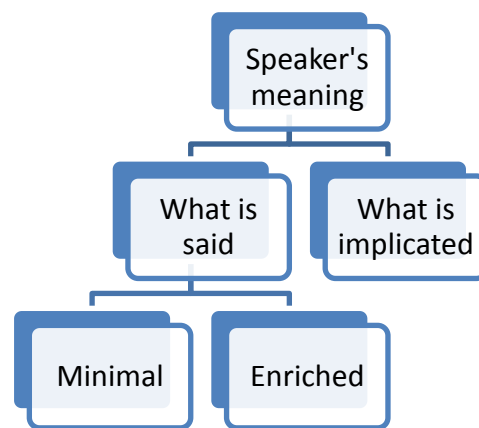 Speaker's
meaning
What is
said
What is
implicated
Minimal
Enriched